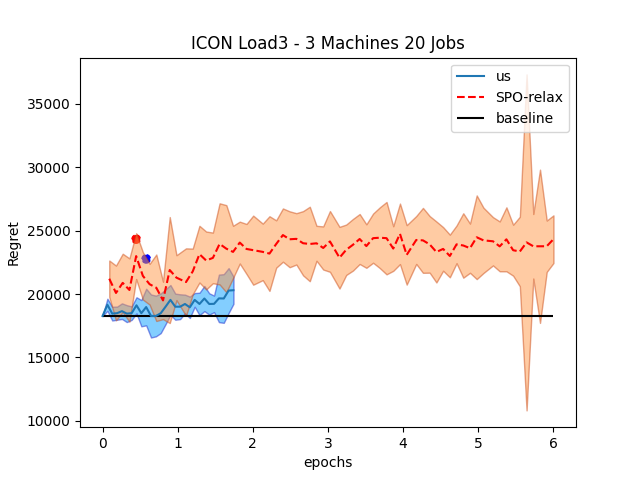 ICON Load3 - 3 Machines 20 Jobs
us
SPO-relax
baseline
Regret
35000
30000
25000
20000
15000
10000
0 1 2 3 4 5 6
epochs